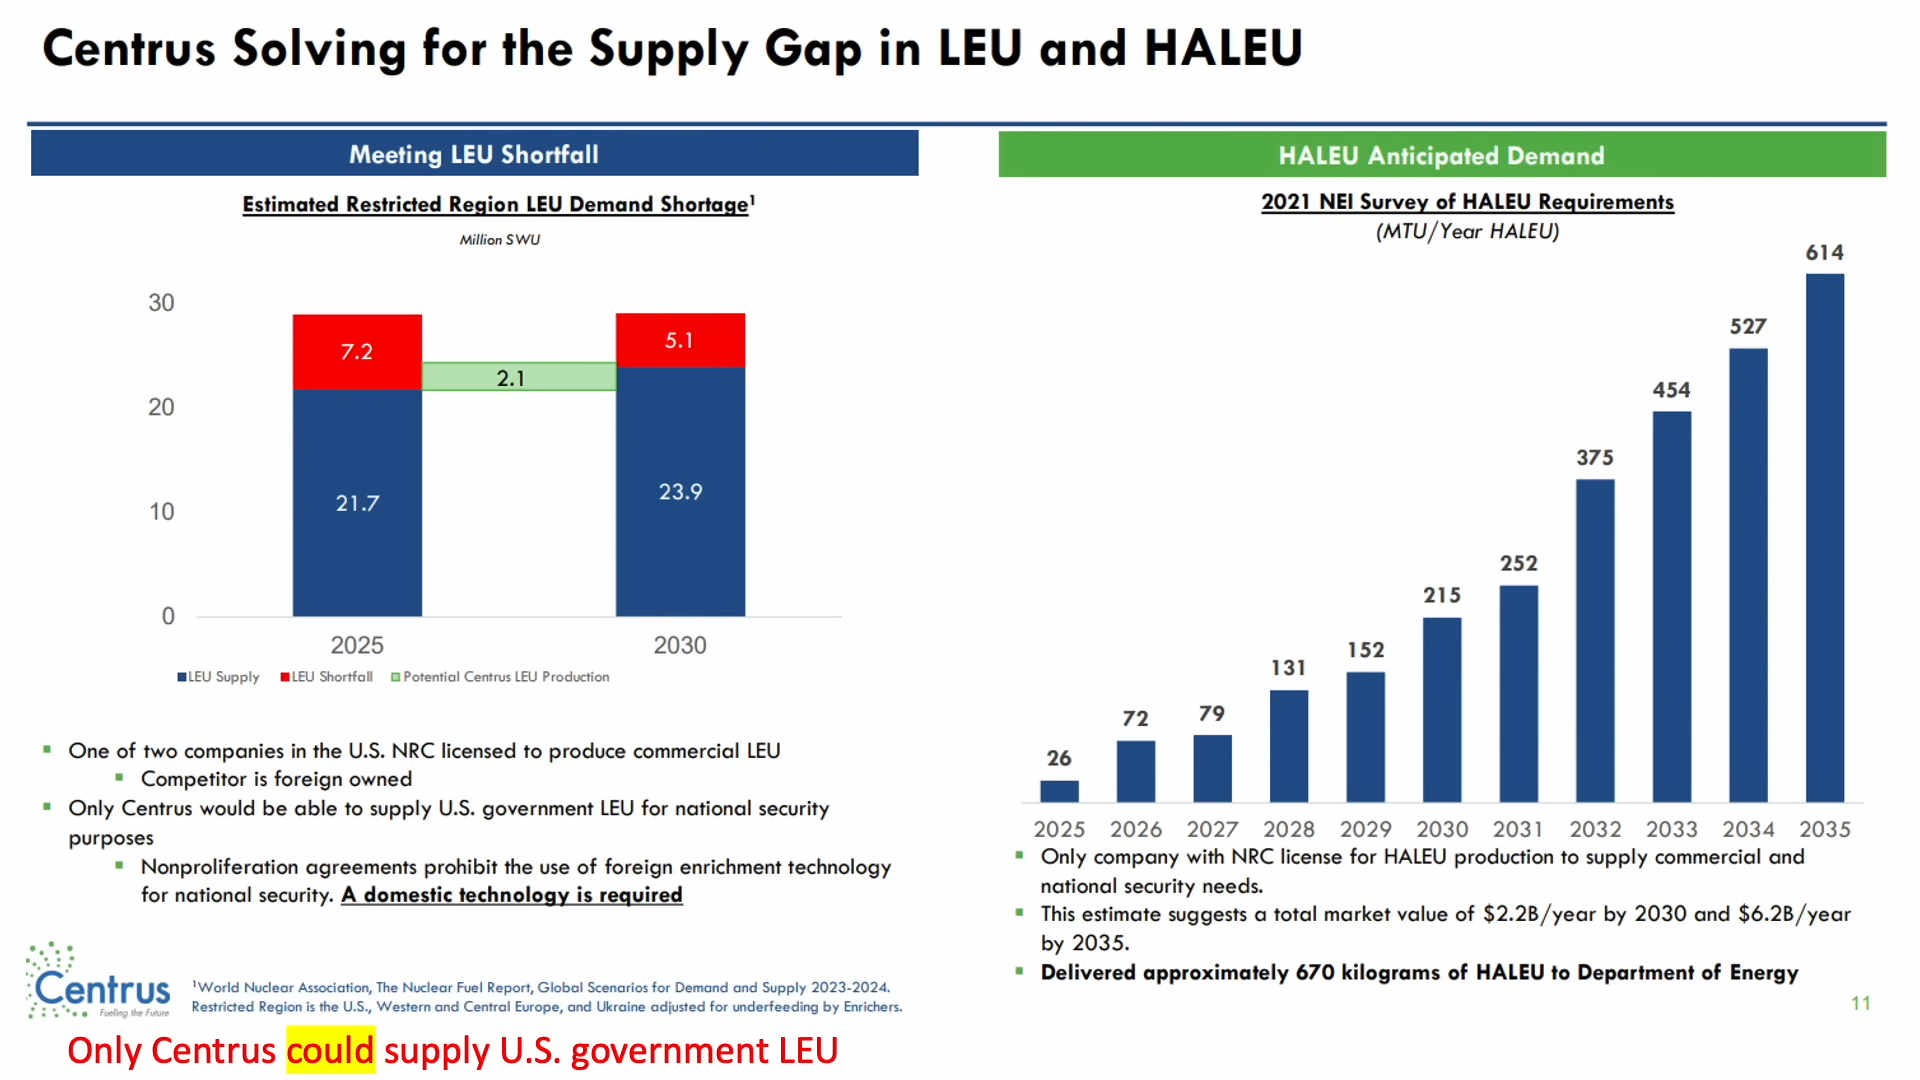 Centrus Solving for the Supply Gap in LEU and HALEU
Meeting LEU Shortfall
Estimated Restricted Region LEU Demand Shortage¹
Million SWU
30
20
10
0
7.2
21.7
2.1
5.1
23.9
2025
2030
LEU Supply
LEU Shortfall
Potential Centrus LEU Production
▪ One of two companies in the U.S. NRC licensed to produce commercial LEU
▪ Competitor is foreign owned
▪ Only Centrus would be able to supply U.S. government LEU for national security
purposes
▪ Nonproliferation agreements prohibit the use of foreign enrichment technology
for national security. A domestic technology is required
HALEU Anticipated Demand
2021 NEI Survey of HALEU Requirements
(MTU/Year HALEU)
26
72
79
131
152
215
252
375
454
527
614
2025 2026 2027 2028 2029 2030 2031 2032 2033 2034 2035
▪ Only company with NRC license for HALEU production to supply commercial and
national security needs.
▪ This estimate suggests a total market value of $2.2B/year by 2030 and $6.2B/year
by 2035.
▪ Delivered approximately 670 kilograms of HALEU to Department of Energy
Centrus
Fueling the Future
¹World Nuclear Association, The Nuclear Fuel Report, Global Scenarios for Demand and Supply 2023-2024.
Restricted Region is the U.S., Western and Central Europe, and Ukraine adjusted for underfeeding by Enrichers.
11
Only Centrus could supply U.S. government LEU